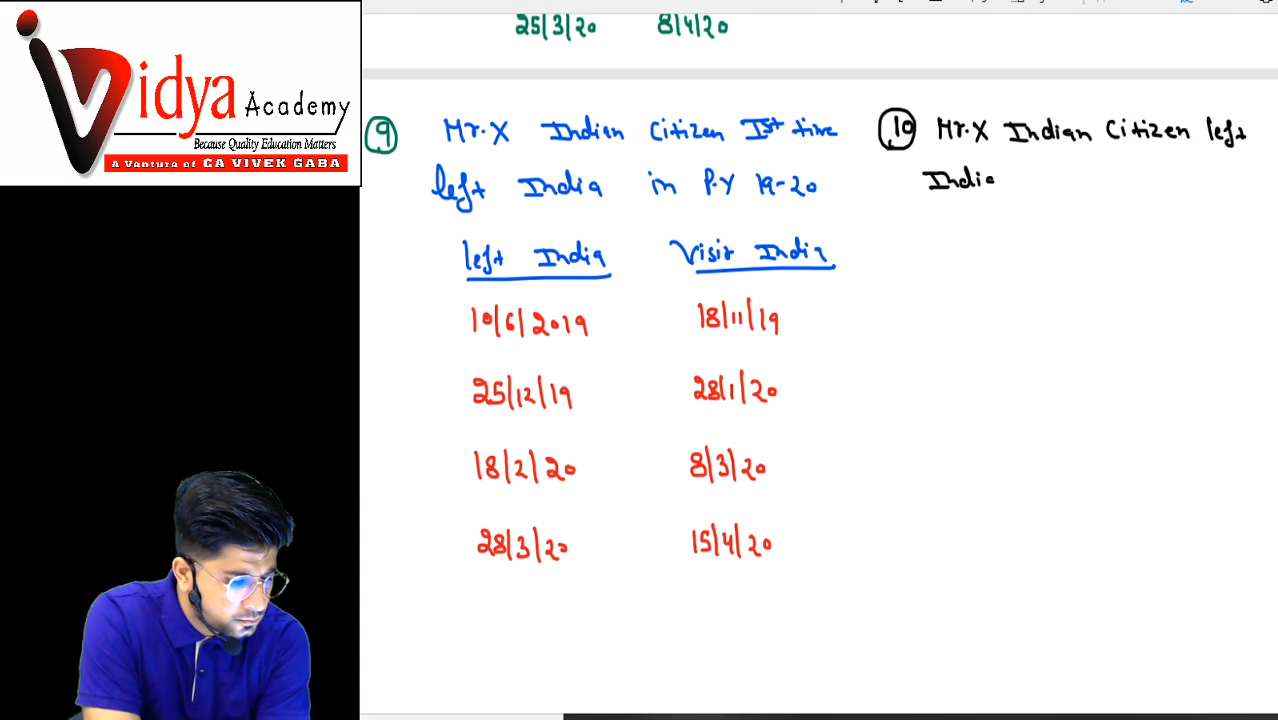 Vidya Academy
Because Quality Education Matters
A Vantura of CA VIVEK GABA
25/3/20 8/4/20
9 Mr.X Indian Citizen Ist time
left India in P.Y 19-20
left India Visit India
10/6/2019 18/11/19
25/12/19 28/1/20
18/2/20 8/3/20
28/3/20 15/4/20
10 Mr.X Indian Citizen left
India